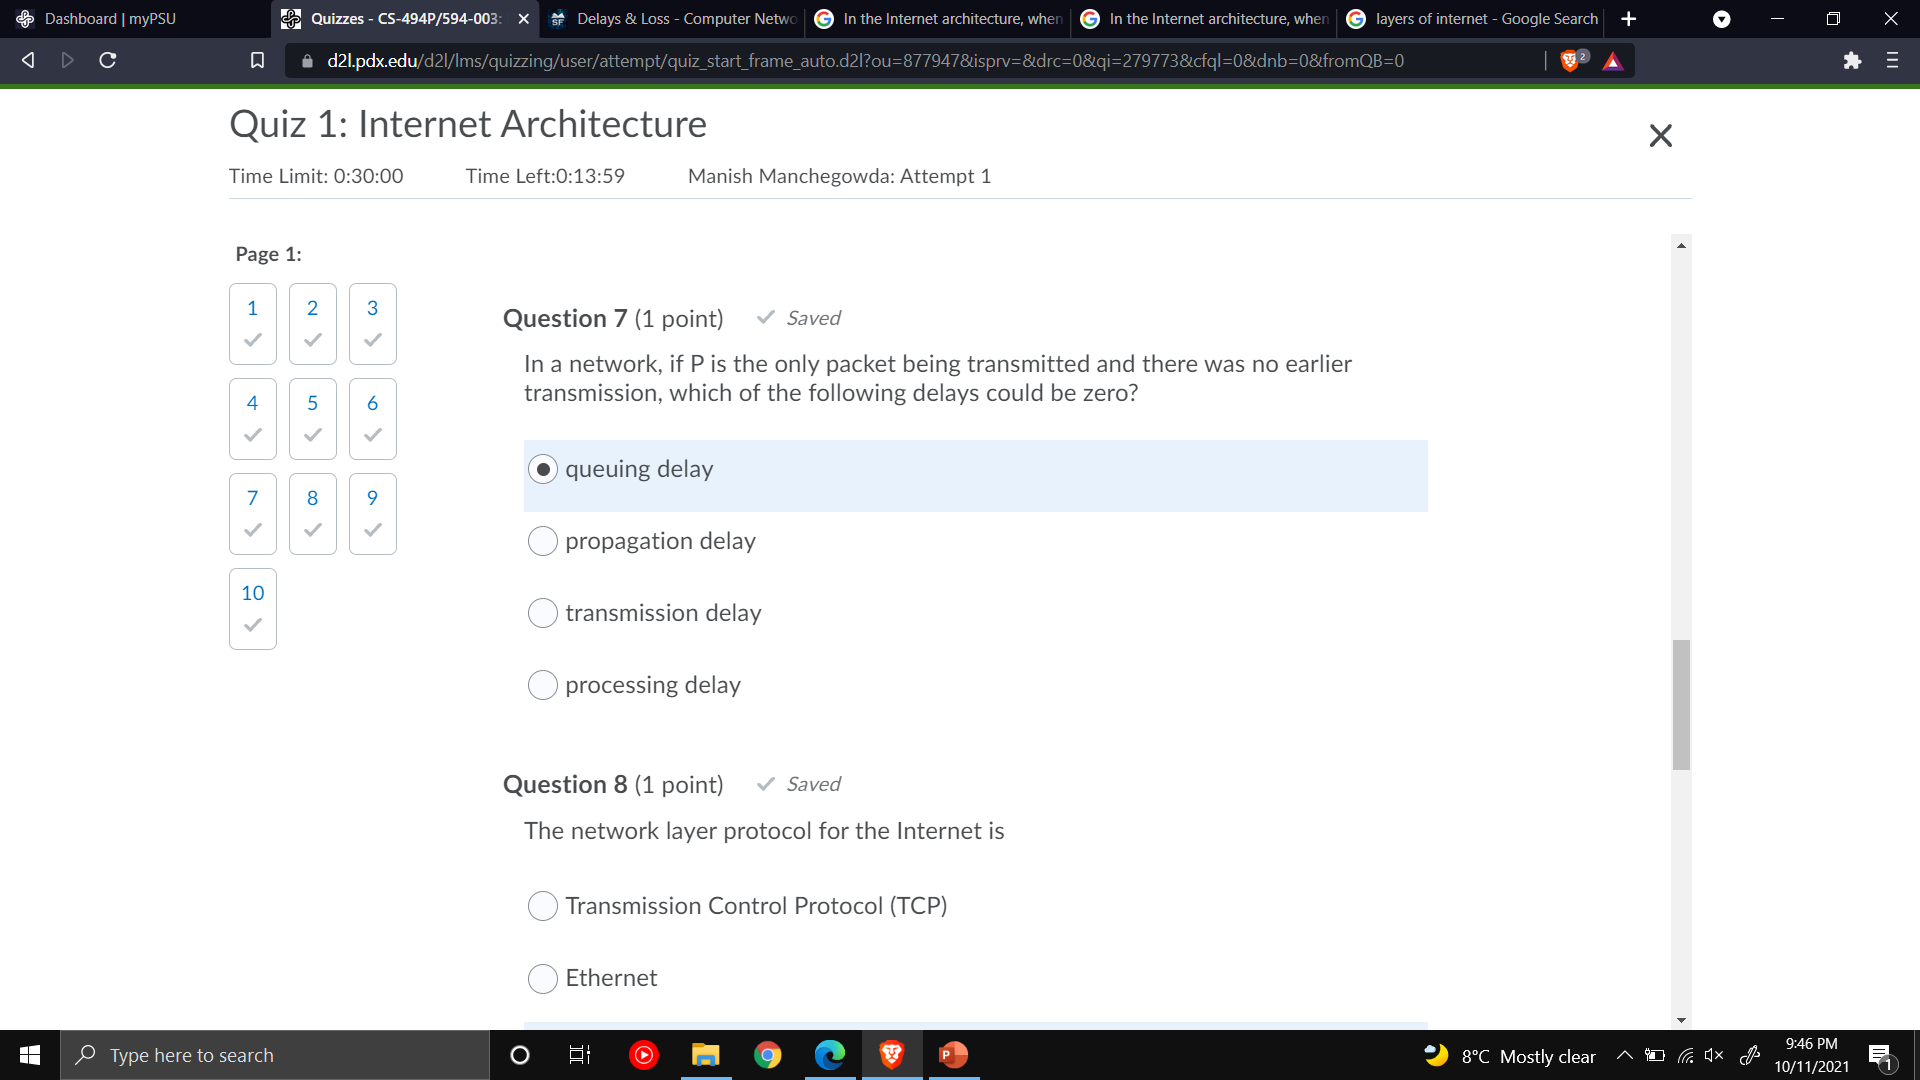 Dashboard | myPSU
Quizzes - CS-494P/594-003:
Delays & Loss - Computer Netwo
In the Internet architecture, when
In the Internet architecture, when
layers of internet - Google Search
d2l.pdx.edu/d2l/lms/quizzing/user/attempt/quiz_start_frame_auto.d2l?ou=877947&isprv=&drc=0&qi=279773&cfql=0&dnb=0&fromQB=0
2
Quiz 1: Internet Architecture
Time Limit: 0:30:00 Time Left:0:13:59 Manish Manchegowda: Attempt 1
Page 1:
1 2 3
4 5 6
7 8 9
10
Question 7 (1 point) Saved
In a network, if P is the only packet being transmitted and there was no earlier
transmission, which of the following delays could be zero?
queuing delay
propagation delay
transmission delay
processing delay
Question 8 (1 point) Saved
The network layer protocol for the Internet is
Transmission Control Protocol (TCP)
Ethernet
Type here to search
8°C Mostly clear
9:46 PM
10/11/2021
1